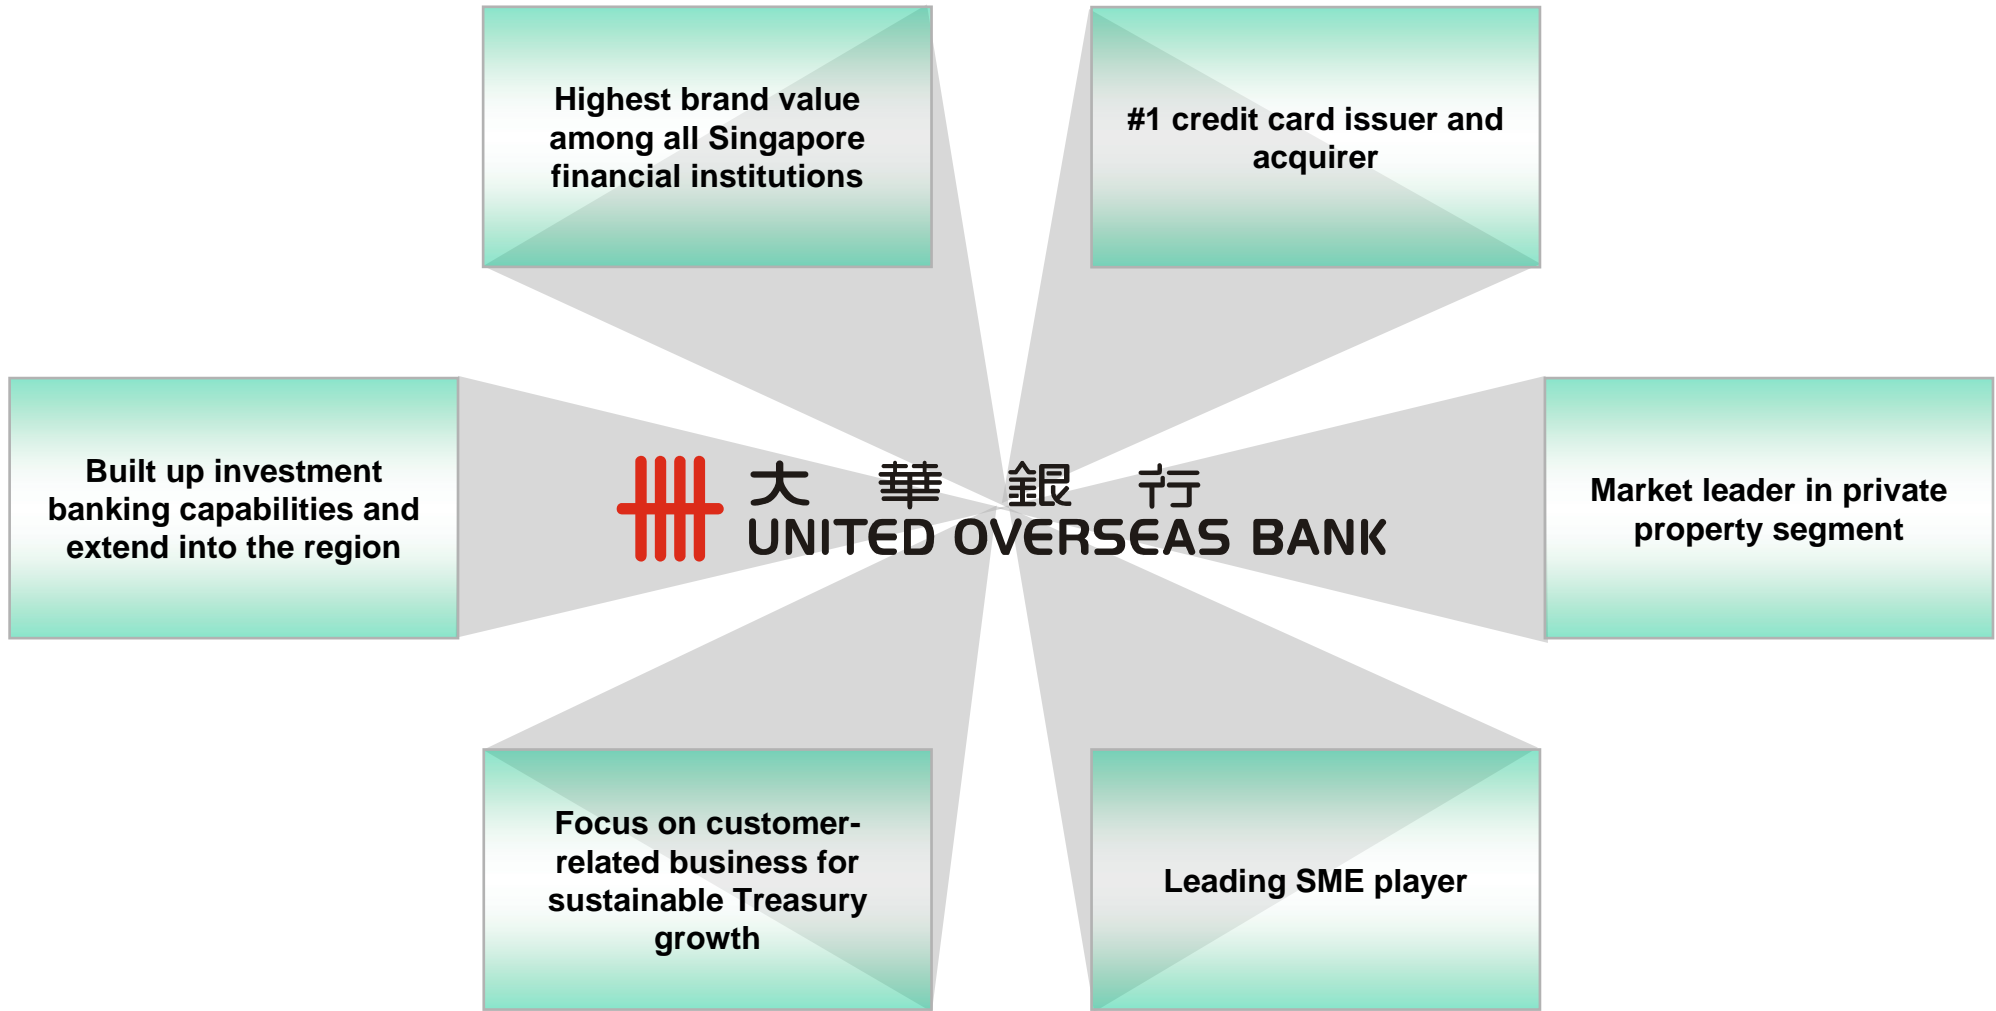 Highest brand value
among all Singapore
financial institutions
#1 credit card issuer and
acquirer
Built up investment
banking capabilities and
extend into the region
大 華 銀 行
UNITED OVERSEAS BANK
Market leader in private
property segment
Focus on customer-
related business for
sustainable Treasury
growth
Leading SME player